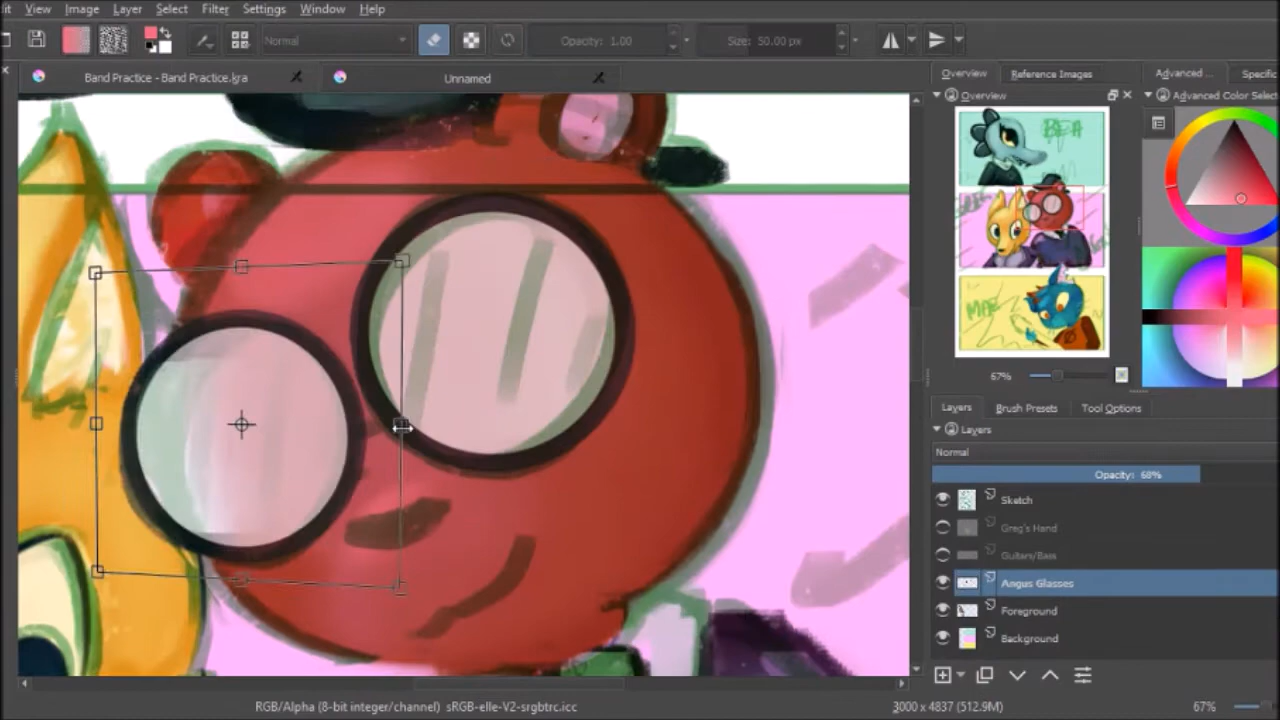 it View Image Layer Filter Select Settings Window Help
Normal
Opacity: 1.00
Size: 50.00 px
Band Practice - Band Practice.kra
Unnamed
Overview Reference Images
Advanced ...
Specific
Overview
Advanced Color Select
BEA
MAE
67%
Layers Brush Presets Tool Options
Layers
Normal
Opacity: 68%
Sketch
Greg's Hand
Guitars/Bass
Angus Glasses
Foreground
Background
RGB/Alpha (8-bit integer/channel) sRGB-elle-V2-srgbtrc.icc
3000 x 4837 (512.9M)
67%